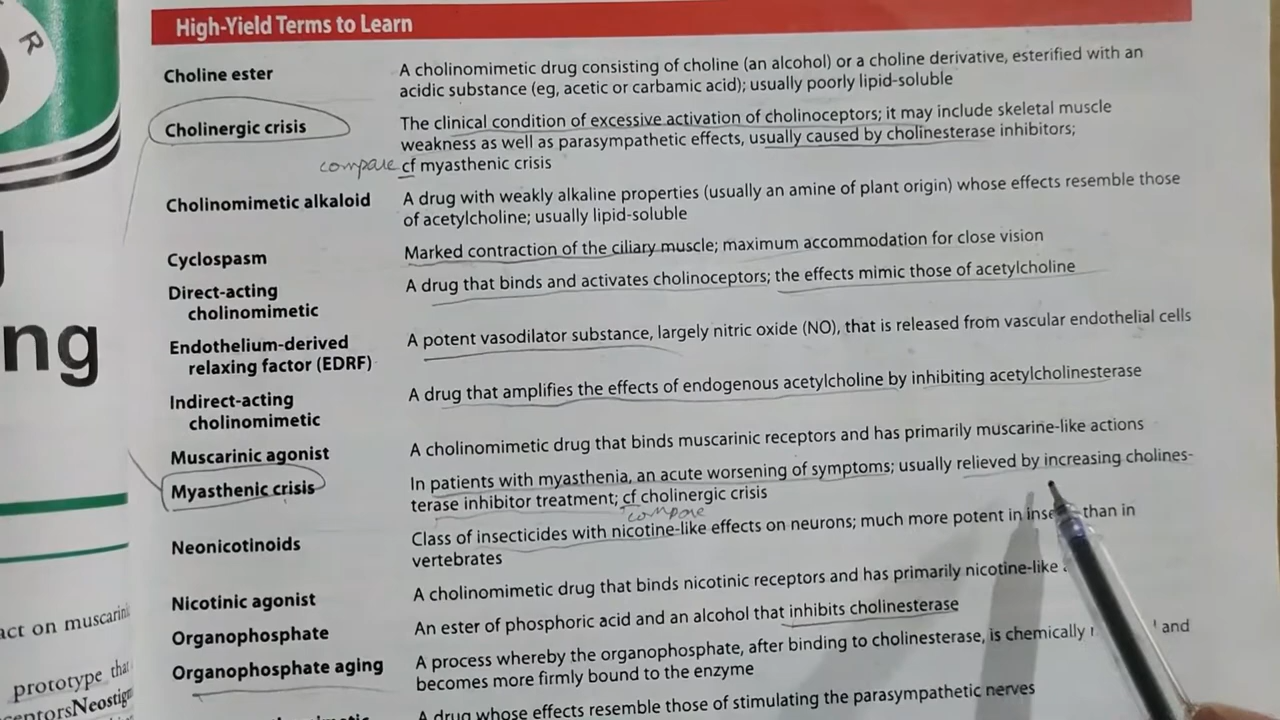 High-Yield Terms to Learn
Choline ester
A cholinomimetic drug consisting of choline (an alcohol) or a choline derivative, esterified with an
acidic substance (eg, acetic or carbamic acid); usually poorly lipid-soluble
Cholinergic crisis
The clinical condition of excessive activation of cholinoceptors; it may include skeletal muscle
weakness as well as parasympathetic effects, usually caused by cholinesterase inhibitors;
compare cf myasthenic crisis
Cholinomimetic alkaloid
A drug with weakly alkaline properties (usually an amine of plant origin) whose effects resemble those
of acetylcholine; usually lipid-soluble
Cyclospasm
Marked contraction of the ciliary muscle; maximum accommodation for close vision
Direct-acting
cholinomimetic
A drug that binds and activates cholinoceptors; the effects mimic those of acetylcholine
Endothelium-derived
relaxing factor (EDRF)
A potent vasodilator substance, largely nitric oxide (NO), that is released from vascular endothelial cells
Indirect-acting
cholinomimetic
A drug that amplifies the effects of endogenous acetylcholine by inhibiting acetylcholinesterase
Muscarinic agonist
A cholinomimetic drug that binds muscarinic receptors and has primarily muscarine-like actions
Myasthenic crisis
In patients with myasthenia, an acute worsening of symptoms; usually relieved by increasing cholines-
terase inhibitor treatment; cf cholinergic crisis
compare
Neonicotinoids
Class of insecticides with nicotine-like effects on neurons; much more potent in than in
vertebrates
Nicotinic agonist
A cholinomimetic drug that binds nicotinic receptors and has primarily nicotine-like
Organophosphate
An ester of phosphoric acid and an alcohol that inhibits cholinesterase
Organophosphate aging
A process whereby the organophosphate, after binding to cholinesterase, is chemically and
becomes more firmly bound to the enzyme
A drug whose effects resemble those of stimulating the parasympathetic nerves
R
ng
act on
prototype that